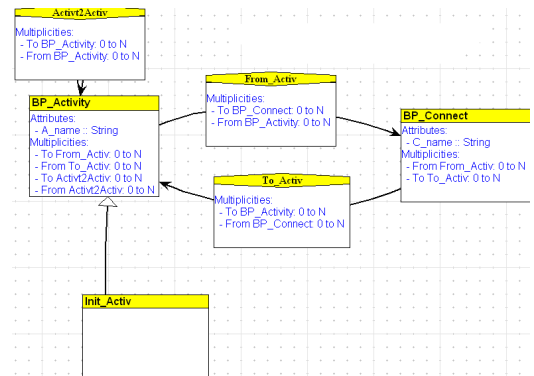 Activt2Activ
Multiplicities:
- To BP_Activity: 0 to N
- From BP_Activity: 0 to N
BP_Activity
Attributes:
- A_name :: String
Multiplicities:
- To From_Activ: 0 to N
- From To_Activ: 0 to N
- To Activt2Activ: 0 to N
- From Activt2Activ: 0 to N
From_Activ
Multiplicities:
- To BP_Connect: 0 to N
- From BP_Activity: 0 to N
BP_Connect
Attributes:
- C_name :: String
Multiplicities:
- From From_Activ: 0 to N
- To To_Activ: 0 to N
To_Activ
Multiplicities:
- To BP_Activity: 0 to N
- From BP_Connect: 0 to N
Init_Activ